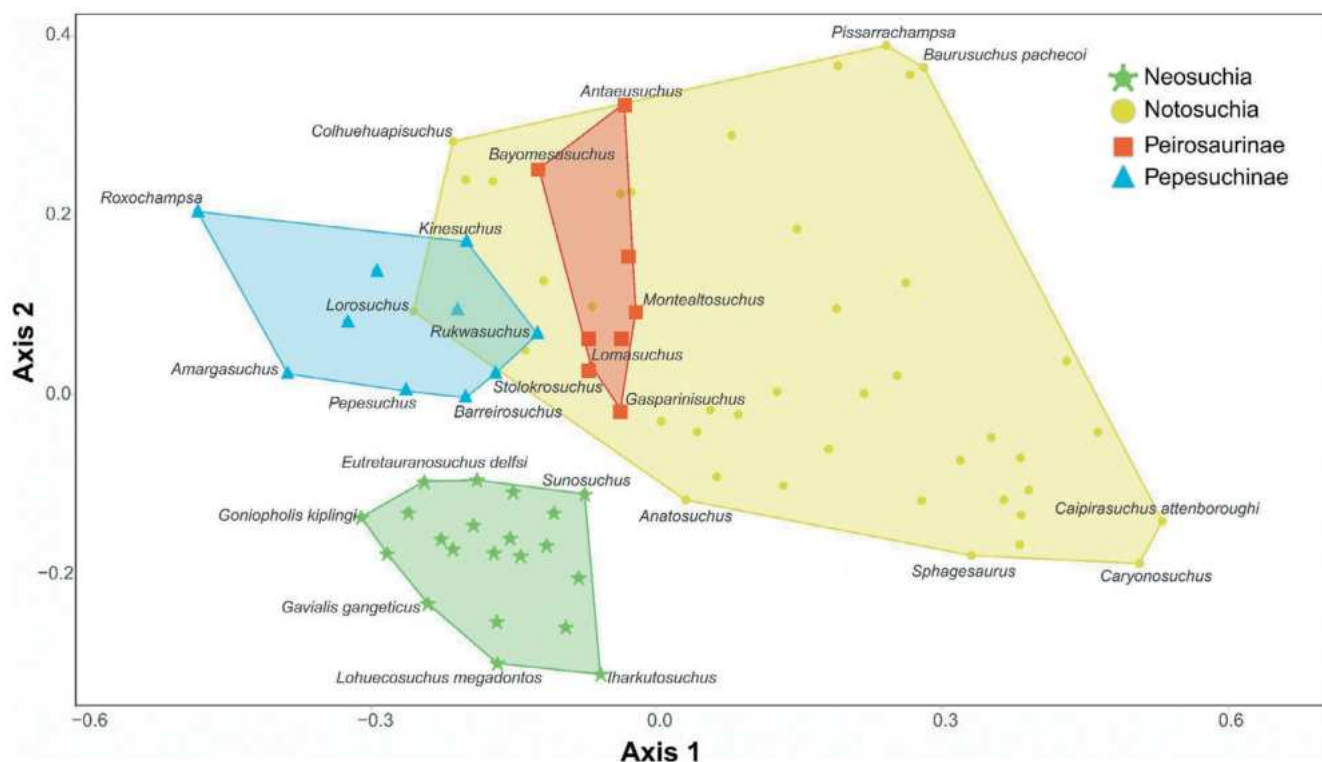 0.4
0.2
0.0
−0.2
−0.6
−0.3
0.0
0.3
0.6
Axis 2
Axis 1
Neosuchia
Notosuchia
Peirosaurinae
Pepesuchinae
Pissarrachampsa
Baurusuchus pachecoi
Antaeusuchus
Colhuehuapisuchus
Bayomesasuchus
Roxochampsa
Kinesuchus
Lorosuchus
Montealtosuchus
Rukwasuchus
Lomasuchus
Amargasuchus
Stolokrosuchus
Gasparinisuchus
Pepesuchus
Barreirosuchus
Eutretauranosuchus delfsi
Sunosuchus
Goniopholis kiplingi
Anatosuchus
Caipirasuchus attenboroughi
Sphagesaurus
Caryonosuchus
Gavialis gangeticus
Lohuecosuchus megadontos
Iharkutosuchus